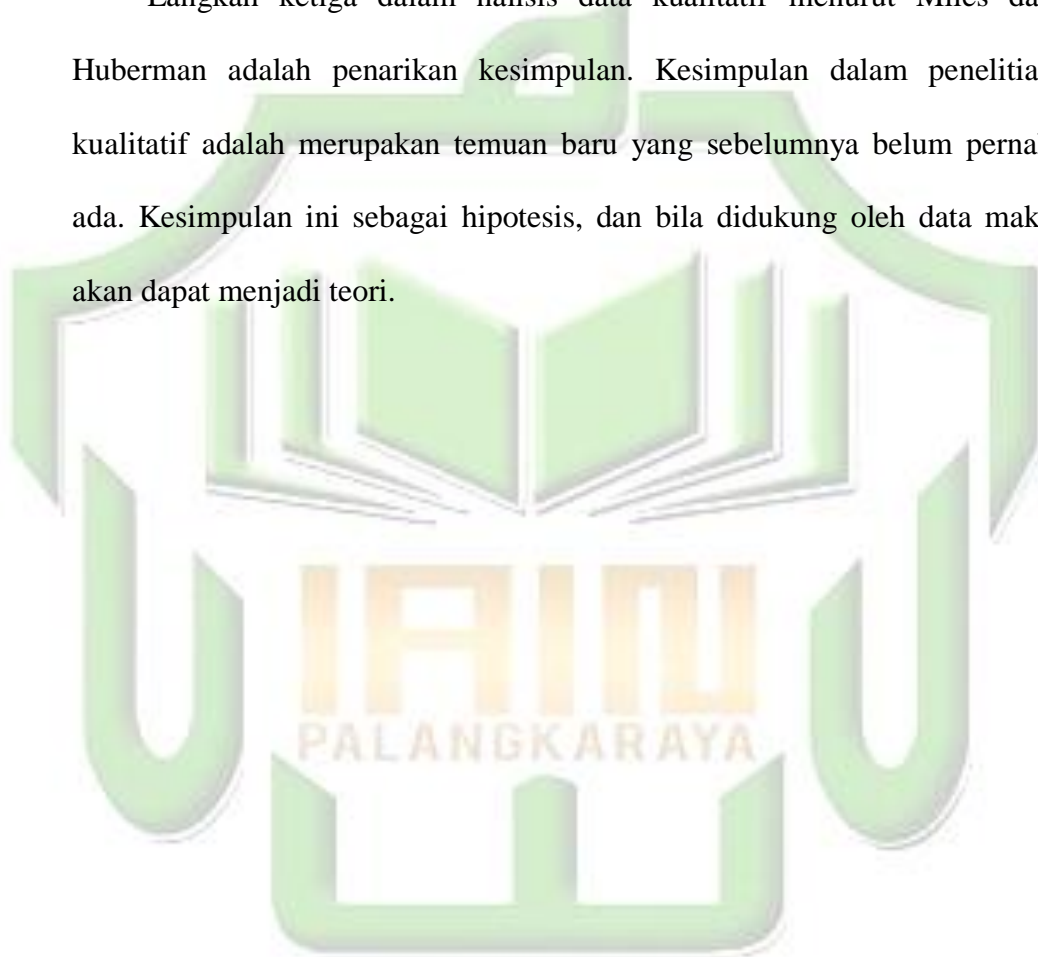 Langkah ketiga dalam nalisis data kualitatif menurut Miles da
Huberman adalah penarikan kesimpulan. Kesimpulan dalam penelitia
kualitatif adalah merupakan temuan baru yang sebelumnya belum perna
ada. Kesimpulan ini sebagai hipotesis, dan bila didukung oleh data mak
akan dapat menjadi teori.
IAIN
PALANGKARAYA